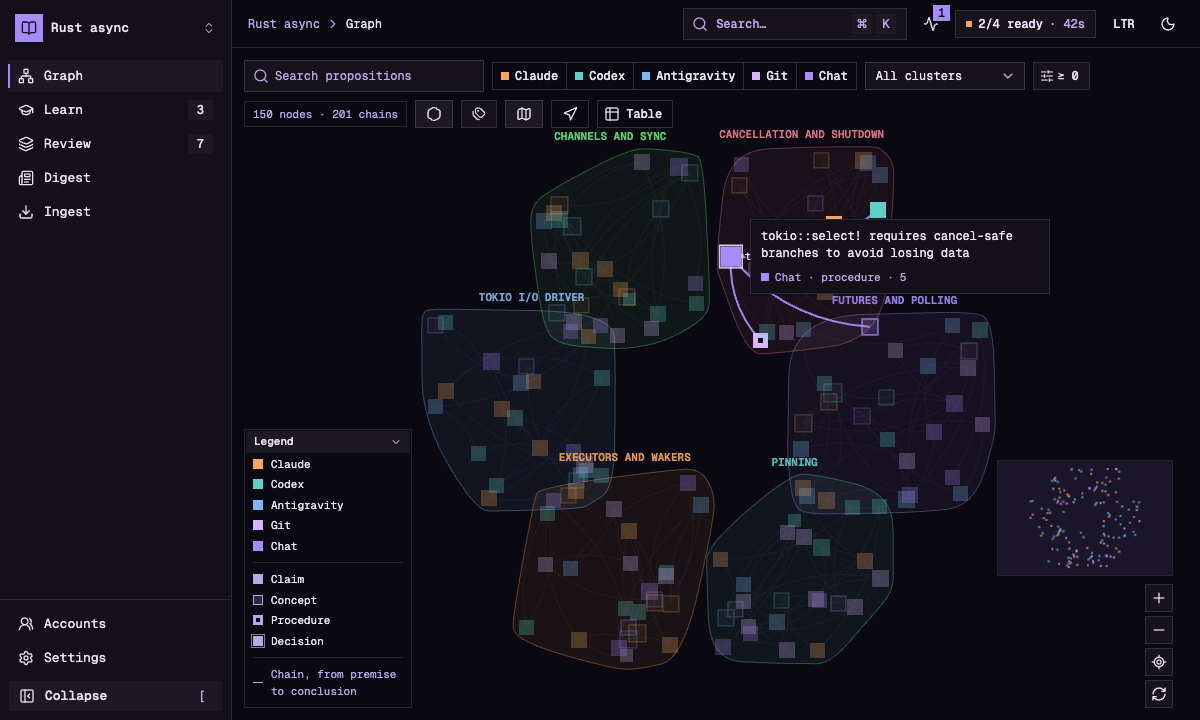 Rust async
Rust async > Graph
Search…
⌘ K
1
2/4 ready · 42s
LTR
Graph
Learn 3
Review 7
Digest
Ingest
Search propositions
Claude
Codex
Antigravity
Git
Chat
All clusters
≥ 0
150 nodes · 201 chains
Table
CHANNELS AND SYNC
CANCELLATION AND SHUTDOWN
tokio::select! requires cancel-safe
branches to avoid losing data
Chat · procedure · 5
TOKIO I/O DRIVER
FUTURES AND POLLING
EXECUTORS AND WAKERS
PINNING
Legend
Claude
Codex
Antigravity
Git
Chat
Claim
Concept
Procedure
Decision
Chain, from premise
to conclusion
Accounts
Settings
Collapse [